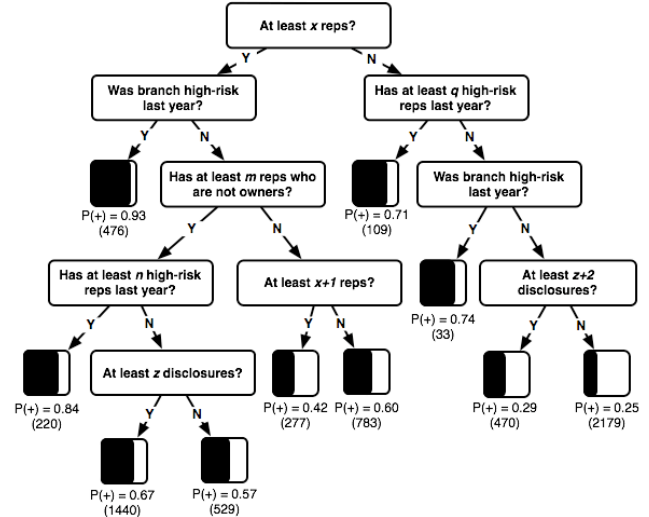 At least x reps?
Y
N
Was branch high-risk
last year?
Has at least q high-risk
reps last year?
Y
N
Y
N
P(+) = 0.93
(476)
Has at least m reps who
are not owners?
P(+) = 0.71
(109)
Was branch high-risk
last year?
Y
N
Y
N
Has at least n high-risk
reps last year?
At least x+1 reps?
P(+) = 0.74
(33)
At least z+2
disclosures?
Y
N
Y
N
Y
N
P(+) = 0.84
(220)
At least z disclosures?
P(+) = 0.42
(277)
P(+) = 0.60
(783)
P(+) = 0.29
(470)
P(+) = 0.25
(2179)
Y
N
P(+) = 0.67
(1440)
P(+) = 0.57
(529)